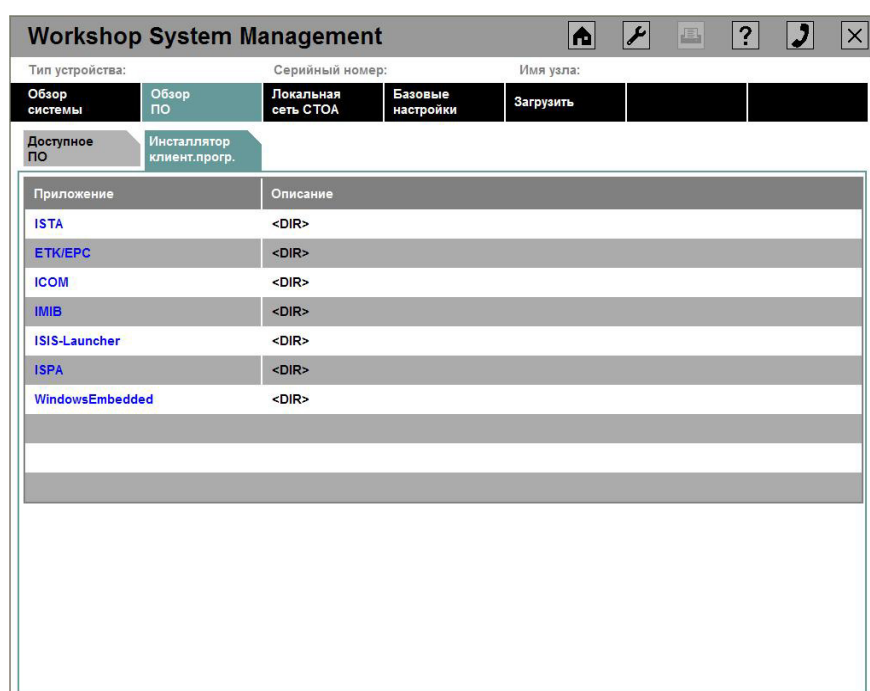 Workshop System Management
?
Тип устройства: Серийный номер: Имя узла:
Обзор системы
Обзор ПО
Локальная сеть СТОА
Базовые настройки
Загрузить
Доступное ПО
Инсталлятор клиент.прогр.
Приложение Описание
ISTA <DIR>
ETK/EPC <DIR>
ICOM <DIR>
IMIB <DIR>
ISIS-Launcher <DIR>
ISPA <DIR>
WindowsEmbedded <DIR>